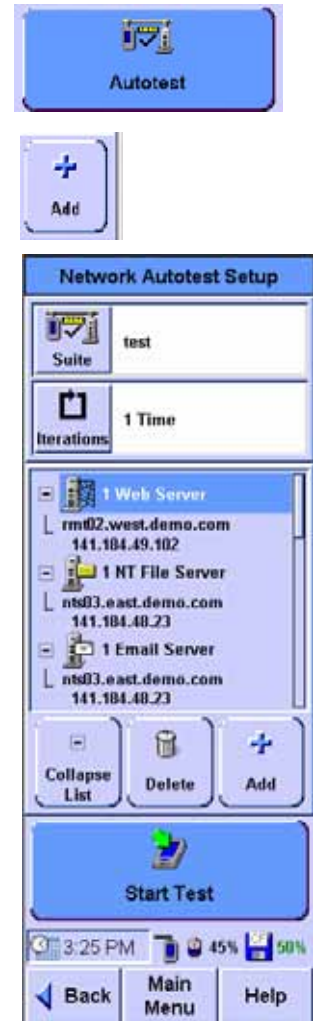 Autotest
Add
Network Autotest Setup
Suite
test
Iterations
1 Time
1 Web Server
rmt02.west.demo.com
141.184.49.102
1 NT File Server
nts03.east.demo.com
141.184.48.23
1 Email Server
nts03.east.demo.com
141.184.48.23
Collapse List
Delete
Add
Start Test
3:25 PM 45% 50%
Back
Main Menu
Help